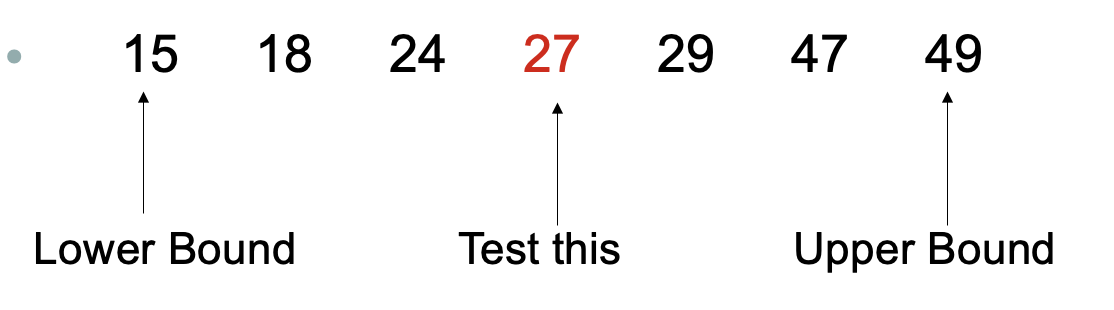 • 15 18 24 27 29 47 49
Lower Bound Test this Upper Bound